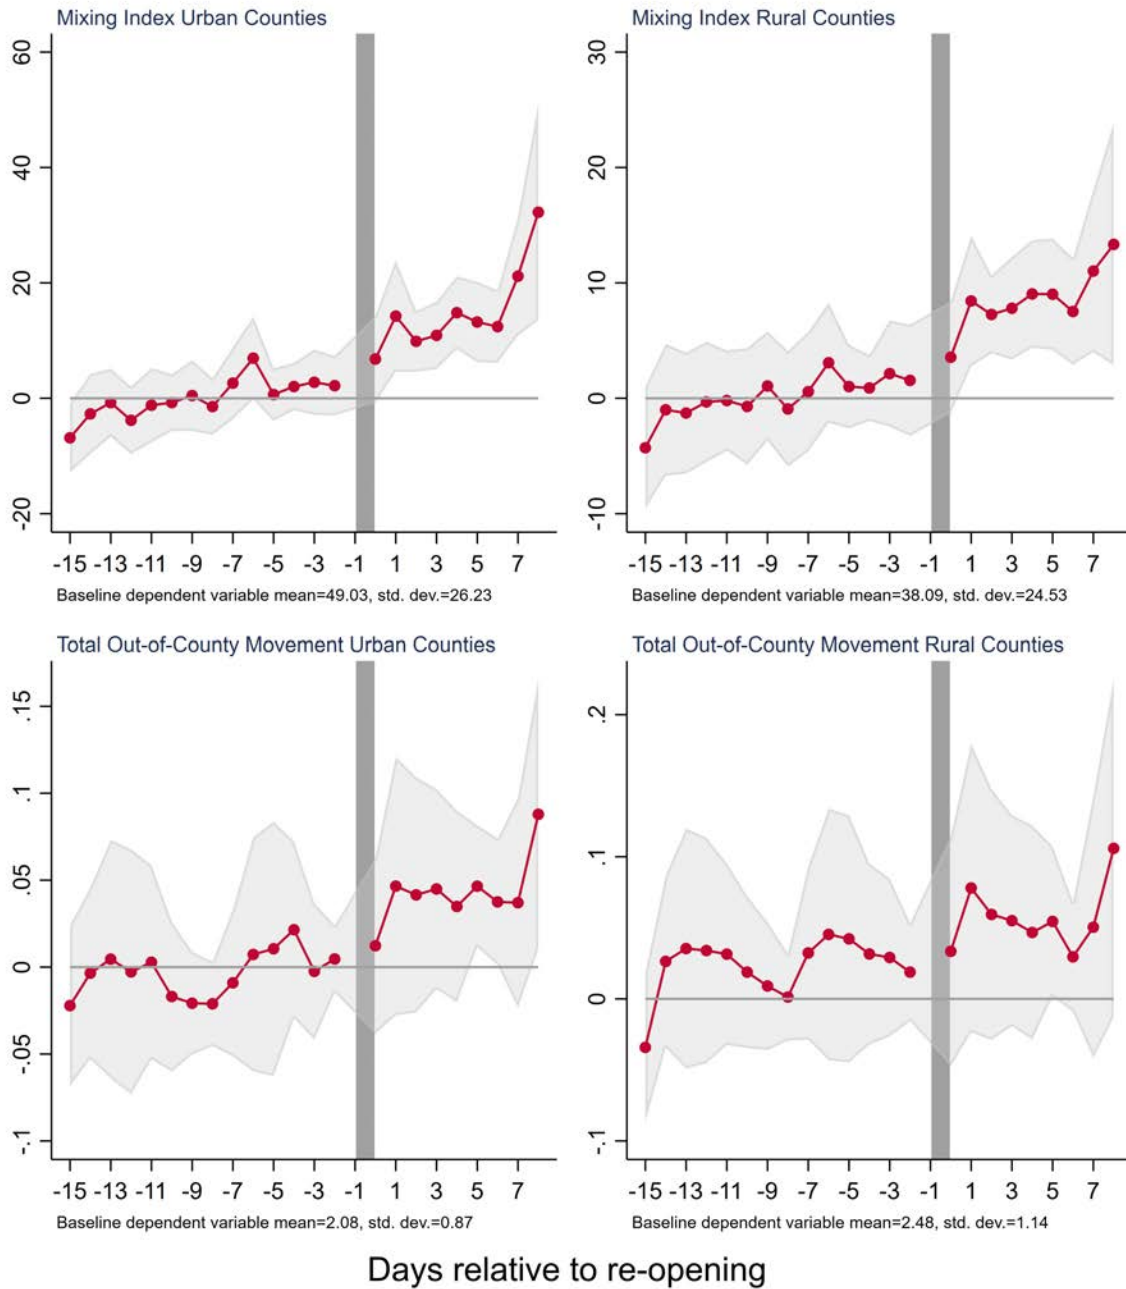 Mixing Index Urban Counties
60
40
20
0
-20
-15 -13 -11 -9 -7 -5 -3 -1 1 3 5 7
Baseline dependent variable mean=49.03, std. dev.=26.23
Mixing Index Rural Counties
30
20
10
0
-10
-15 -13 -11 -9 -7 -5 -3 -1 1 3 5 7
Baseline dependent variable mean=38.09, std. dev.=24.53
Total Out-of-County Movement Urban Counties
.15
.1
.05
0
-.05
-.1
-15 -13 -11 -9 -7 -5 -3 -1 1 3 5 7
Baseline dependent variable mean=2.08, std. dev.=0.87
Total Out-of-County Movement Rural Counties
.2
.1
0
-.1
-15 -13 -11 -9 -7 -5 -3 -1 1 3 5 7
Baseline dependent variable mean=2.48, std. dev.=1.14
Days relative to re-opening